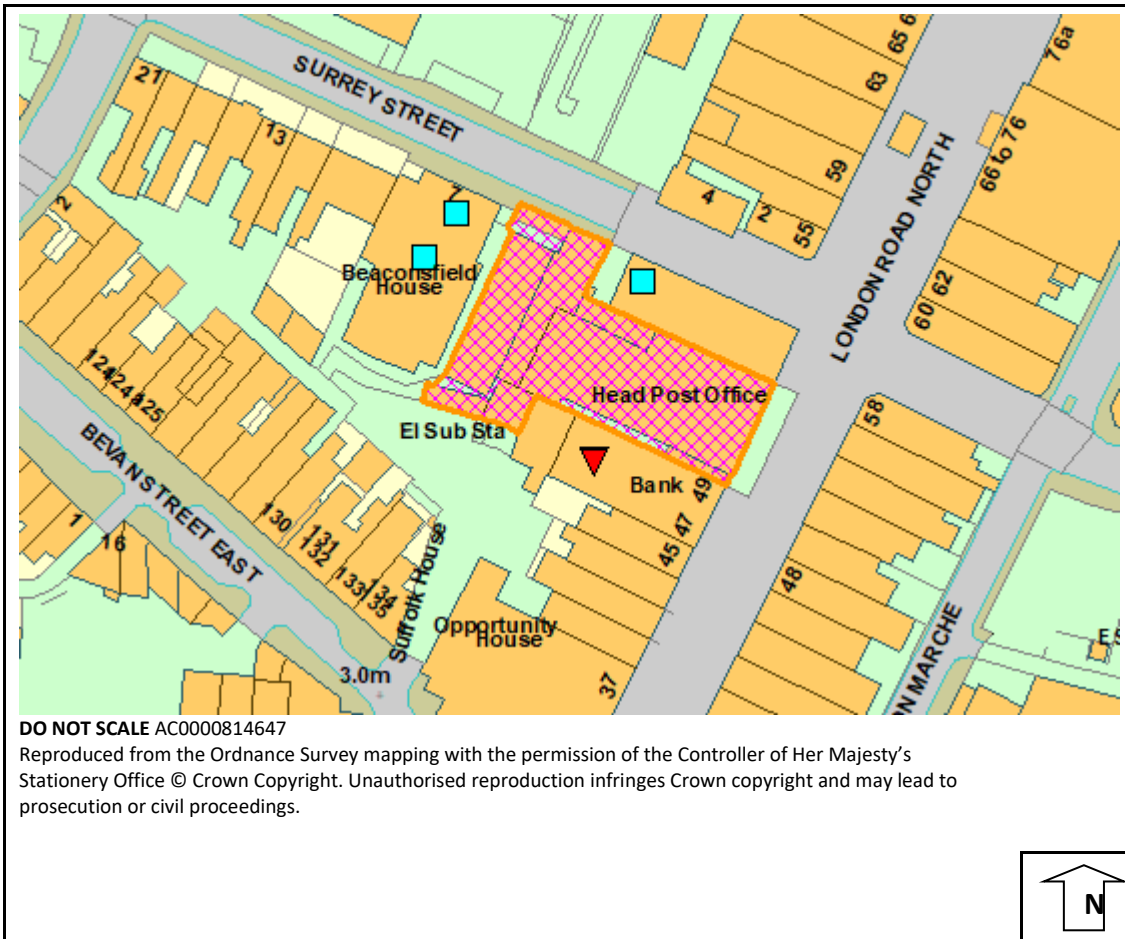 21
SURREY STREET
13
7
2
Beaconsfield
House
65
63
59
4
2
55
76a
66 to 76
LONDON ROAD NORTH
62
60
124
124a
125
El Sub Sta
Head Post Office
Bank
49
47
45
58
48
BEVAN STREET EAST
1
16
130
131
132
133
134
135
Suffolk House
Opportunity
House
3.0m
37
ON MARCHE
DO NOT SCALE AC0000814647
Reproduced from the Ordnance Survey mapping with the permission of the Controller of Her Majesty’s
Stationery Office © Crown Copyright. Unauthorised reproduction infringes Crown copyright and may lead to
prosecution or civil proceedings.
N